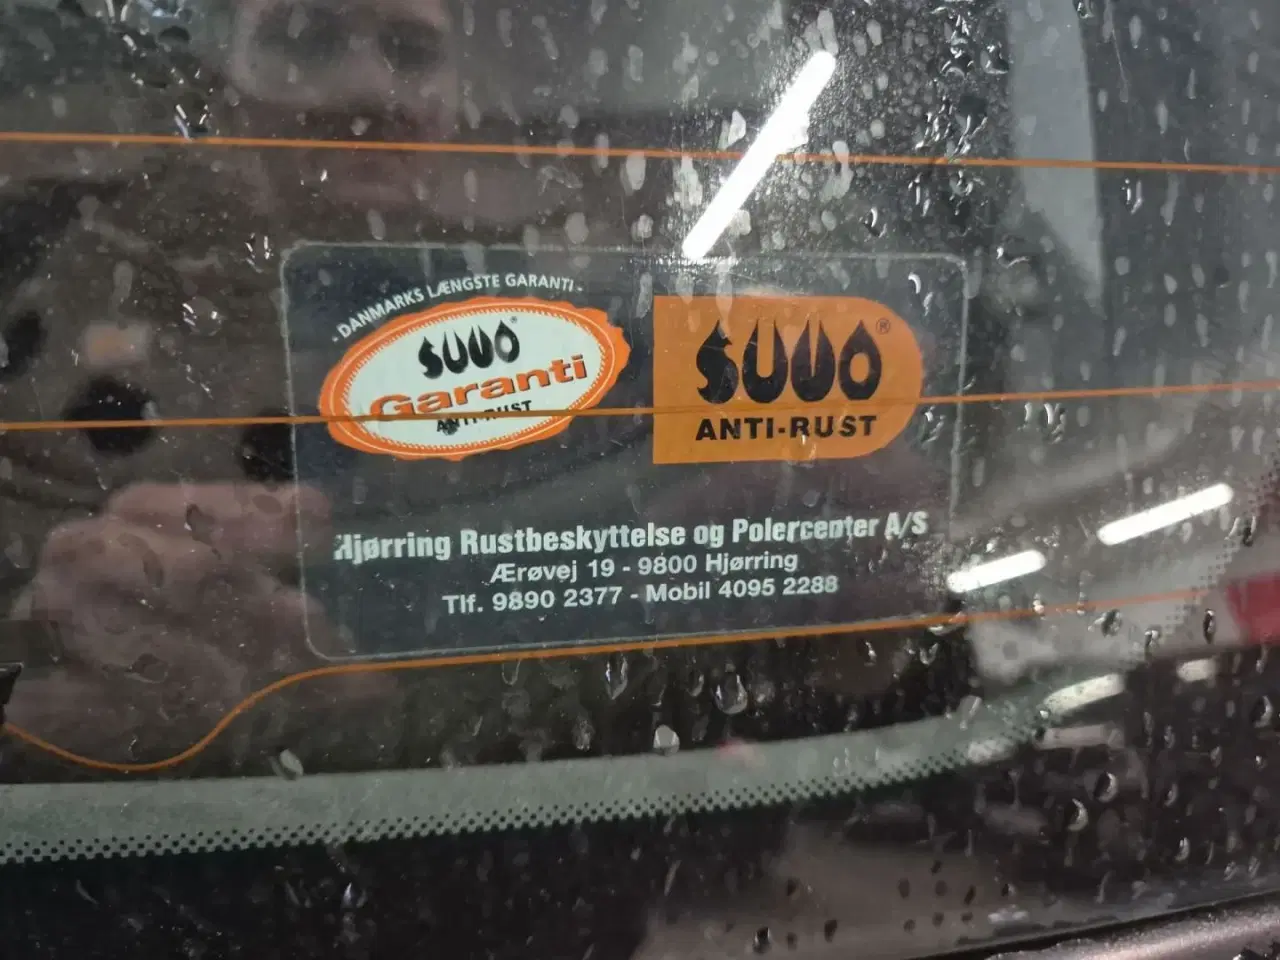 - DANMARKS LÆNGSTE GARANTI -
SUVO®
Garanti
ANTI-RUST
SUVO®
ANTI-RUST
Hjørring Rustbeskyttelse og Polercenter A/S
Ærøvej 19 - 9800 Hjørring
Tlf. 9890 2377 - Mobil 4095 2288